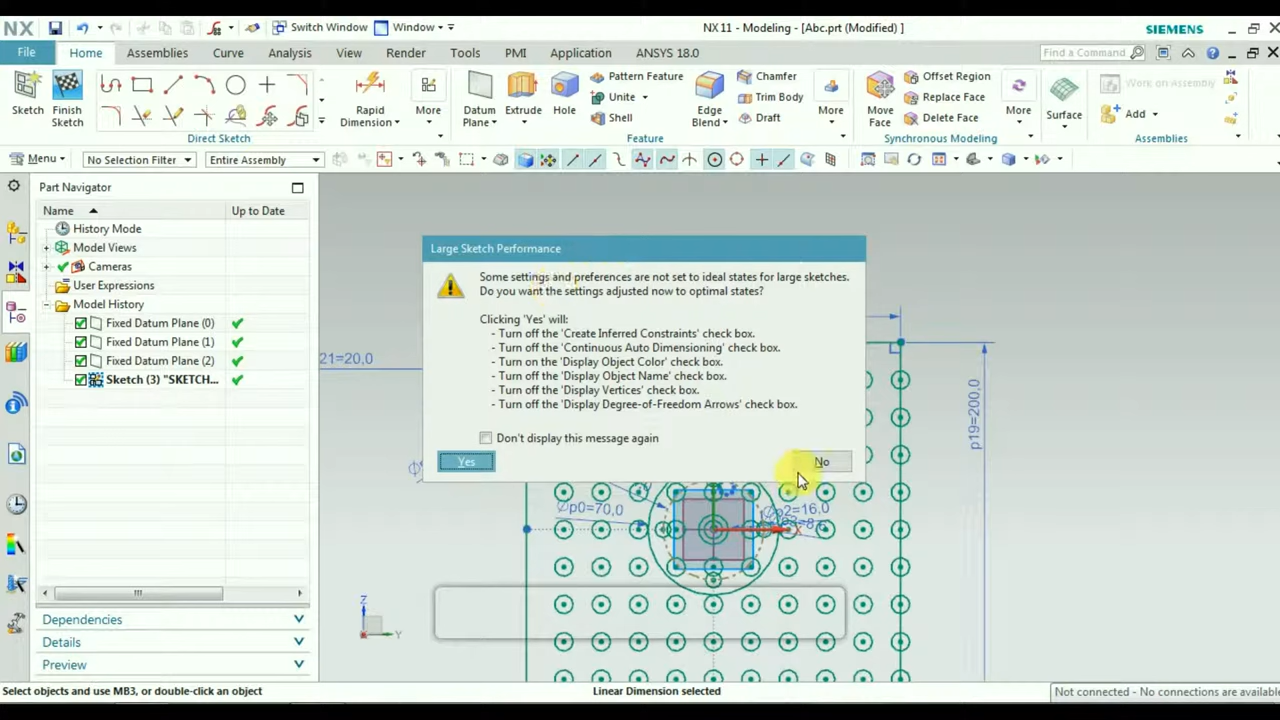 NX
Switch Window
Window
NX 11 - Modeling - [Abc.prt (Modified) ]
SIEMENS
File
Home
Assemblies
Curve
Analysis
View
Render
Tools
PMI
Application
ANSYS 18.0
Find a Command
Sketch
Finish
Sketch
Rapid
Dimension
More
Direct Sketch
Datum
Plane
Extrude
Hole
Pattern Feature
Unite
Shell
Edge
Blend
Chamfer
Trim Body
Draft
More
Feature
Move
Face
Offset Region
Replace Face
Delete Face
More
Synchronous Modeling
Surface
Work on Assembly
Add
Assemblies
Menu
No Selection Filter
Entire Assembly
Part Navigator
Name
Up to Date
History Mode
Model Views
Cameras
User Expressions
Model History
Fixed Datum Plane (0)
Fixed Datum Plane (1)
Fixed Datum Plane (2)
Sketch (3) "SKETCH...
Dependencies
Details
Preview
Large Sketch Performance
Some settings and preferences are not set to ideal states for large sketches.
Do you want the settings adjusted now to optimal states?
Clicking 'Yes' will:
- Turn off the 'Create Inferred Constraints' check box.
- Turn off the 'Continuous Auto Dimensioning' check box.
- Turn on the 'Display Object Color' check box.
- Turn off the 'Display Object Name' check box.
- Turn off the 'Display Vertices' check box.
- Turn off the 'Display Degree-of-Freedom Arrows' check box.
Don't display this message again
Yes
No
21=20,0
p19=200,0
Øp0=70,0
Øp2=16,0
X
Z
Y
Select objects and use MB3, or double-click an object
Linear Dimension selected
Not connected - No connections are available